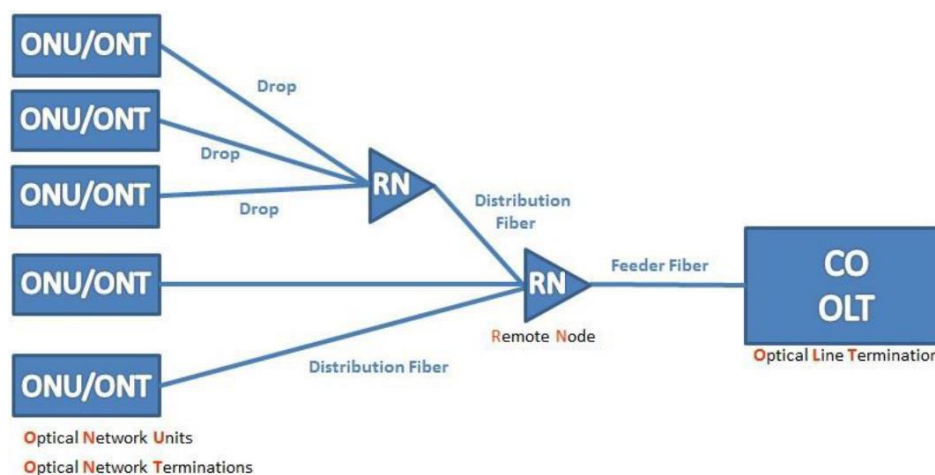 ONU/ONT
Drop
ONU/ONT
Drop
ONU/ONT
Drop
RN
Distribution
Fiber
ONU/ONT
RN
Feeder Fiber
CO
OLT
Remote Node
Optical Line Termination
Distribution Fiber
ONU/ONT
Optical Network Units
Optical Network Terminations